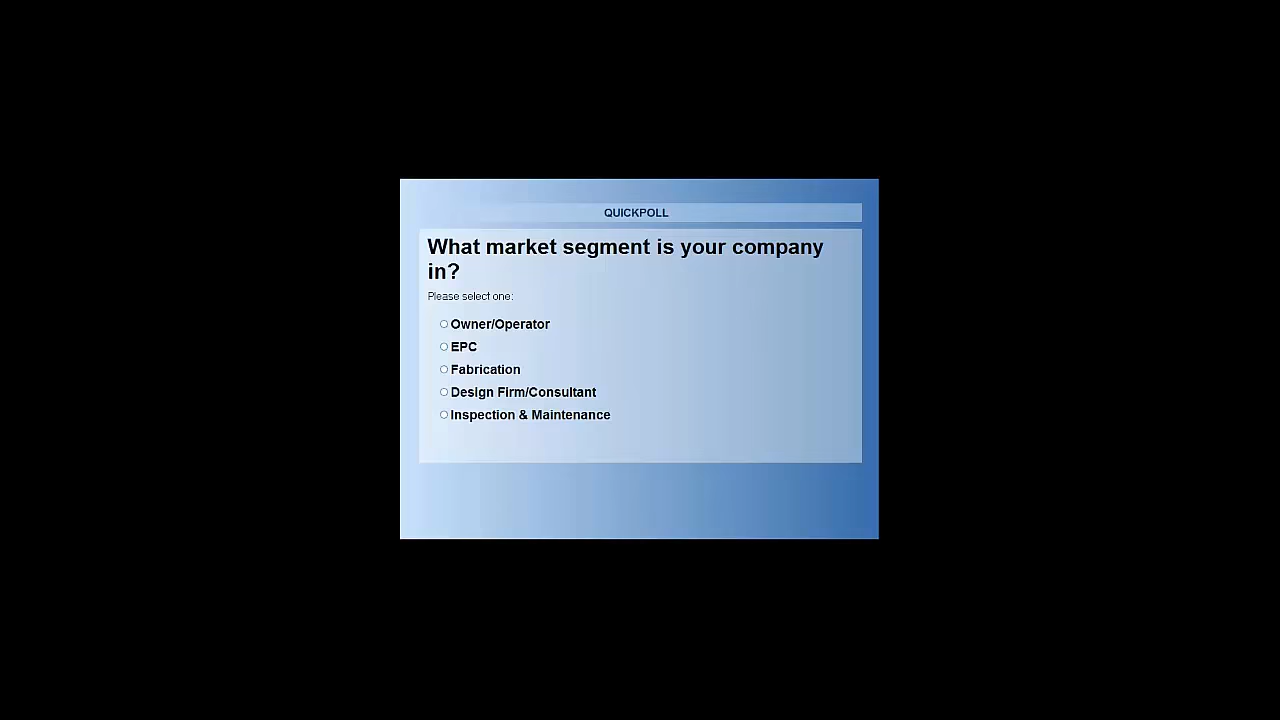 QUICKPOLL
What market segment is your company
in?
Please select one:
Owner/Operator
EPC
Fabrication
Design Firm/Consultant
Inspection & Maintenance